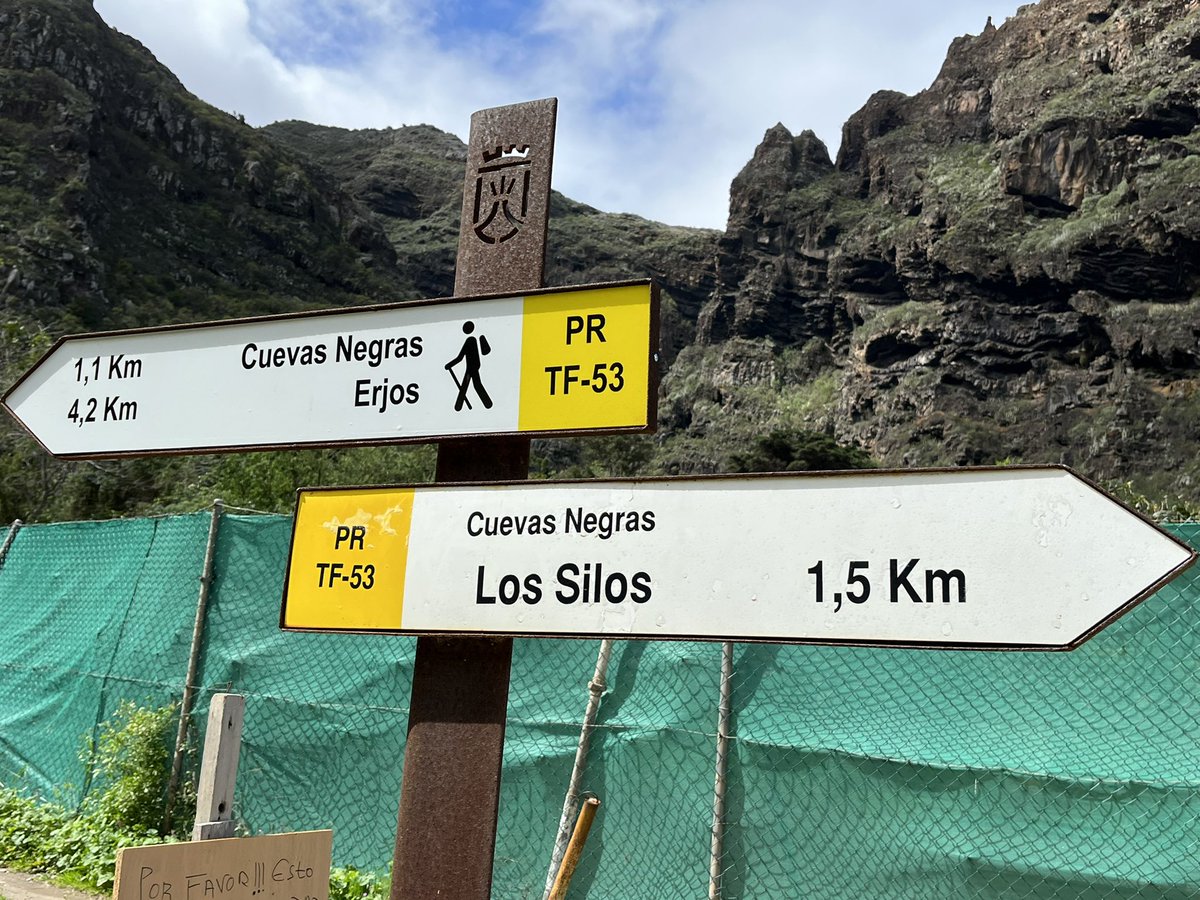 1,1 Km Cuevas Negras
4,2 Km Erjos
PR
TF-53
PR
TF-53
Cuevas Negras
Los Silos 1,5 Km
POR FAVOR!!! Esto